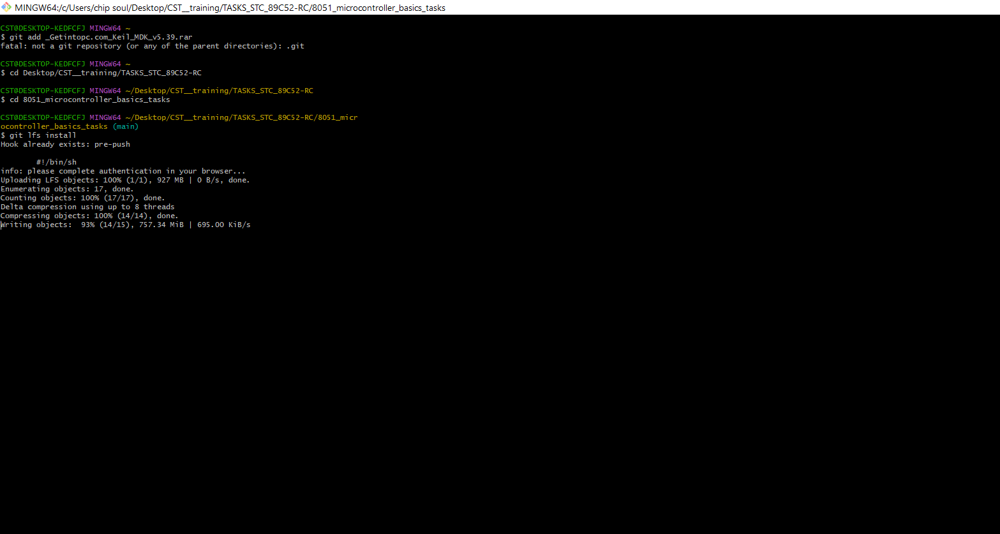 MINGW64:/c/Users/chip soul/Desktop/CST__training/TASKS_STC_89C52-RC/8051_microcontroller_basics_tasks
CST@DESKTOP-KEDFCFJ MINGW64 ~
$ git add _Getintopc.com_Keil_MDK_v5.39.rar
fatal: not a git repository (or any of the parent directories): .git
CST@DESKTOP-KEDFCFJ MINGW64 ~
$ cd Desktop/CST__training/TASKS_STC_89C52-RC
CST@DESKTOP-KEDFCFJ MINGW64 ~/Desktop/CST__training/TASKS_STC_89C52-RC
$ cd 8051_microcontroller_basics_tasks
CST@DESKTOP-KEDFCFJ MINGW64 ~/Desktop/CST__training/TASKS_STC_89C52-RC/8051_micr
ocontroller_basics_tasks (main)
$ git lfs install
Hook already exists: pre-push
#!/bin/sh
info: please complete authentication in your browser...
Uploading LFS objects: 100% (1/1), 927 MB | 0 B/s, done.
Enumerating objects: 17, done.
Counting objects: 100% (17/17), done.
Delta compression using up to 8 threads
Compressing objects: 100% (14/14), done.
Writing objects:  93% (14/15), 757.34 MiB | 695.00 KiB/s